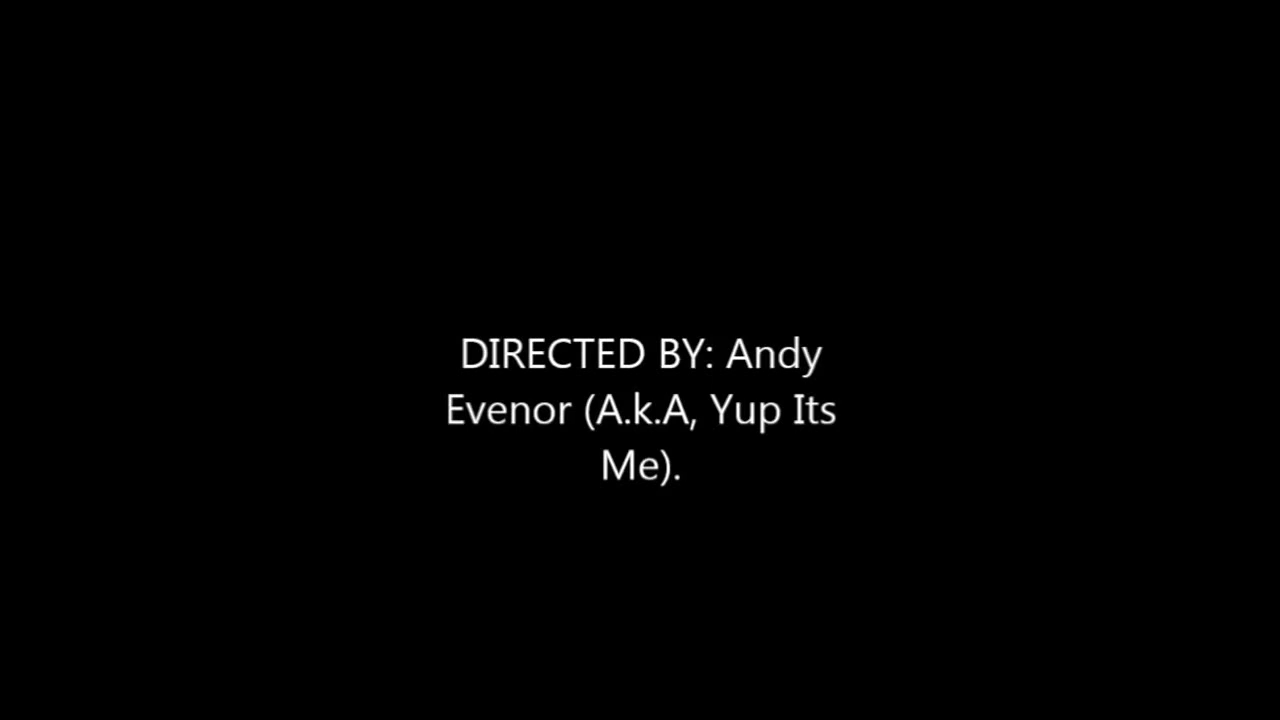 DIRECTED BY: Andy
Evenor (A.k.A, Yup Its
Me).